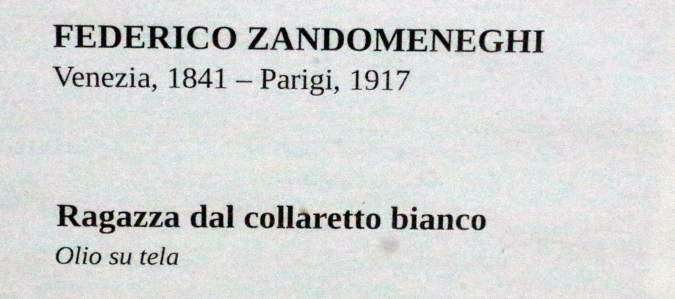 FEDERICO ZANDOMENEGHI
Venezia, 1841 – Parigi, 1917
Ragazza dal collaretto bianco
Olio su tela